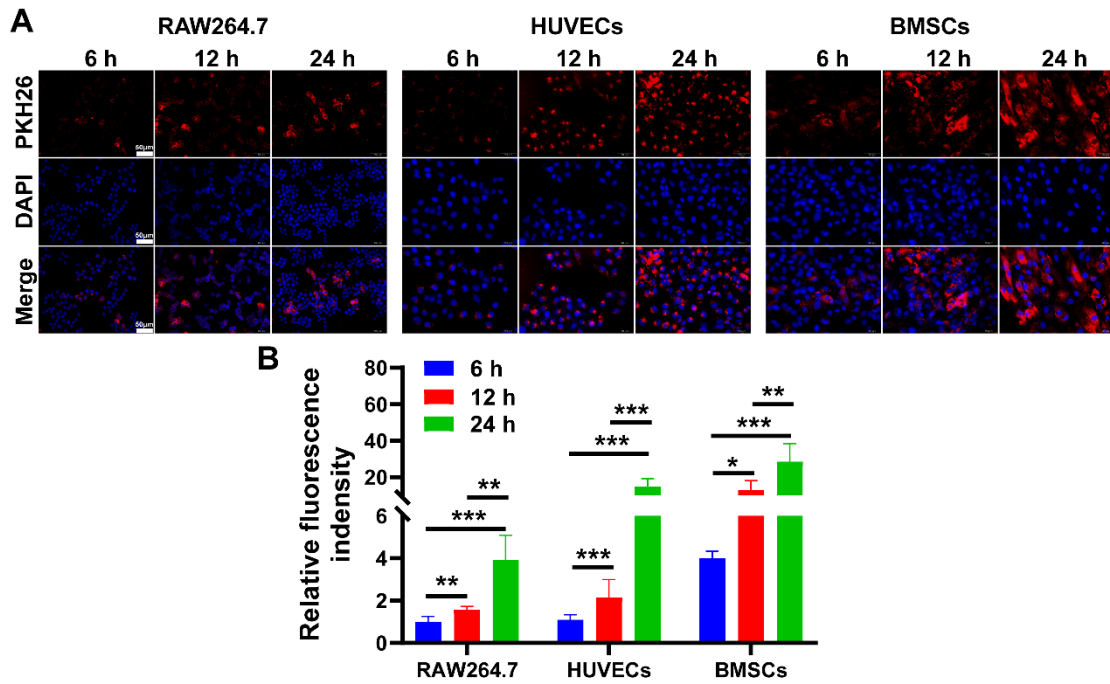 A
RAW264.7 HUVECs BMSCs
6 h 12 h 24 h 6 h 12 h 24 h 6 h 12 h 24 h
PKH26
50μm
DAPI
50μm
Merge
50μm
B
Relative fluorescence
indensity
80
60
40
20
6
4
2
0
6 h
12 h
24 h
** *** **
*** *** ***
* *** **
RAW264.7 HUVECs BMSCs